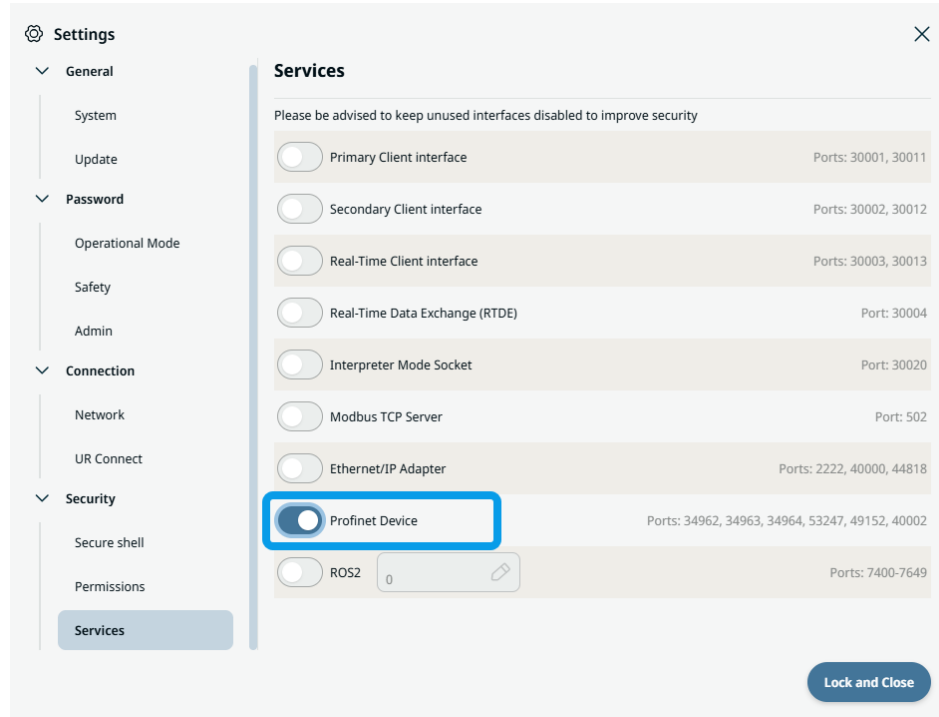 Settings
General
System
Update
Password
Operational Mode
Safety
Admin
Connection
Network
UR Connect
Security
Secure shell
Permissions
Services
Services
Please be advised to keep unused interfaces disabled to improve security
Primary Client interface Ports: 30001, 30011
Secondary Client interface Ports: 30002, 30012
Real-Time Client interface Ports: 30003, 30013
Real-Time Data Exchange (RTDE) Port: 30004
Interpreter Mode Socket Port: 30020
Modbus TCP Server Port: 502
Ethernet/IP Adapter Ports: 2222, 40000, 44818
Profinet Device Ports: 34962, 34963, 34964, 53247, 49152, 40002
ROS2 0 Ports: 7400-7649
Lock and Close